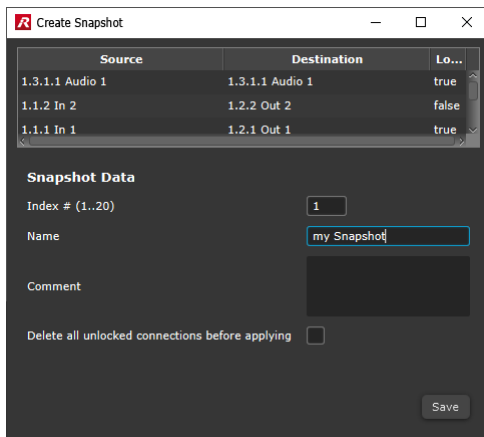 R Create Snapshot
Source Destination Lo...
1.3.1.1 Audio 1 1.3.1.1 Audio 1 true
1.1.2 In 2 1.2.2 Out 2 false
1.1.1 In 1 1.2.1 Out 1 true
Snapshot Data
Index # (1..20) 1
Name my Snapshot
Comment
Delete all unlocked connections before applying
Save